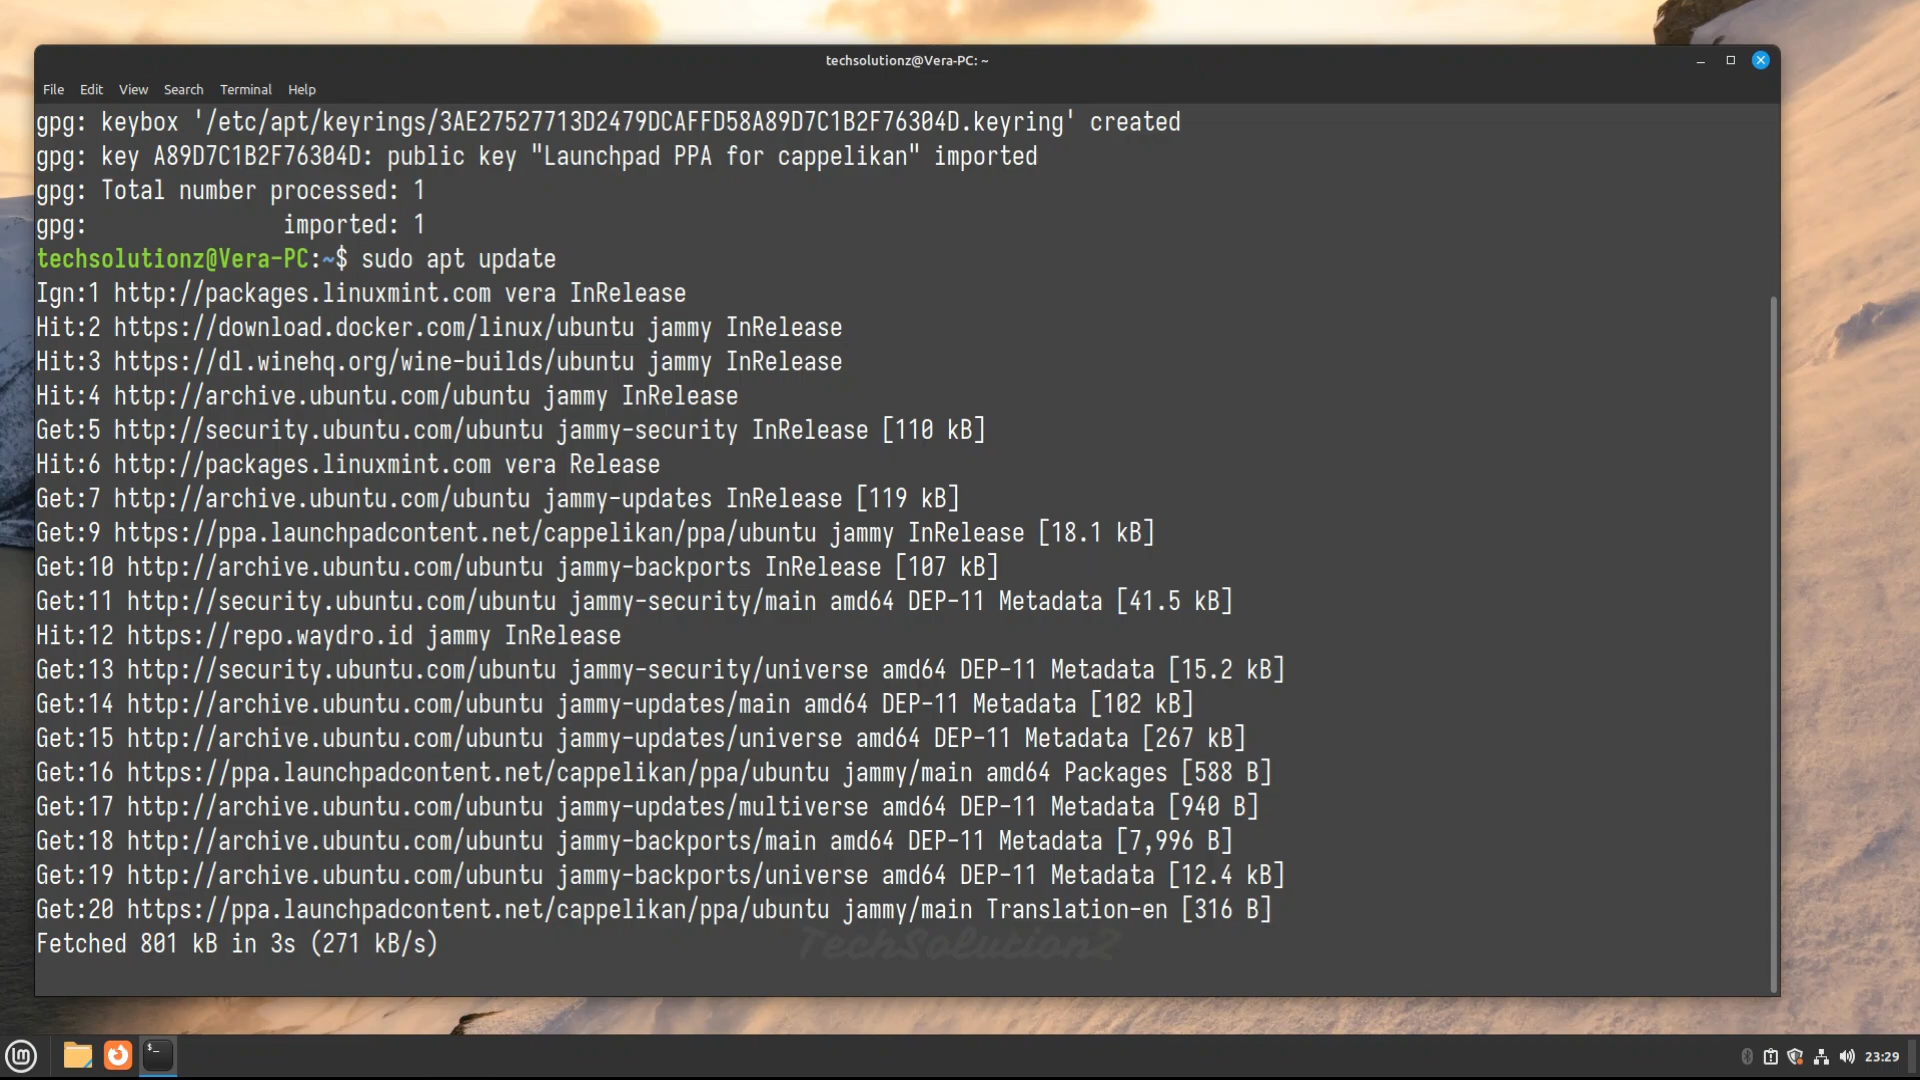 techsolutionz@Vera-PC: ~
File Edit View Search Terminal Help
gpg: keybox '/etc/apt/keyrings/3AE27527713D2479DCAFFD58A89D7C1B2F76304D.keyring' created
gpg: key A89D7C1B2F76304D: public key "Launchpad PPA for cappelikan" imported
gpg: Total number processed: 1
gpg:               imported: 1
techsolutionz@Vera-PC:~$ sudo apt update
Ign:1 http://packages.linuxmint.com vera InRelease
Hit:2 https://download.docker.com/linux/ubuntu jammy InRelease
Hit:3 https://dl.winehq.org/wine-builds/ubuntu jammy InRelease
Hit:4 http://archive.ubuntu.com/ubuntu jammy InRelease
Get:5 http://security.ubuntu.com/ubuntu jammy-security InRelease [110 kB]
Hit:6 http://packages.linuxmint.com vera Release
Get:7 http://archive.ubuntu.com/ubuntu jammy-updates InRelease [119 kB]
Get:9 https://ppa.launchpadcontent.net/cappelikan/ppa/ubuntu jammy InRelease [18.1 kB]
Get:10 http://archive.ubuntu.com/ubuntu jammy-backports InRelease [107 kB]
Get:11 http://security.ubuntu.com/ubuntu jammy-security/main amd64 DEP-11 Metadata [41.5 kB]
Hit:12 https://repo.waydro.id jammy InRelease
Get:13 http://security.ubuntu.com/ubuntu jammy-security/universe amd64 DEP-11 Metadata [15.2 kB]
Get:14 http://archive.ubuntu.com/ubuntu jammy-updates/main amd64 DEP-11 Metadata [102 kB]
Get:15 http://archive.ubuntu.com/ubuntu jammy-updates/universe amd64 DEP-11 Metadata [267 kB]
Get:16 https://ppa.launchpadcontent.net/cappelikan/ppa/ubuntu jammy/main amd64 Packages [588 B]
Get:17 http://archive.ubuntu.com/ubuntu jammy-updates/multiverse amd64 DEP-11 Metadata [940 B]
Get:18 http://archive.ubuntu.com/ubuntu jammy-backports/main amd64 DEP-11 Metadata [7,996 B]
Get:19 http://archive.ubuntu.com/ubuntu jammy-backports/universe amd64 DEP-11 Metadata [12.4 kB]
Get:20 https://ppa.launchpadcontent.net/cappelikan/ppa/ubuntu jammy/main Translation-en [316 B]
Fetched 801 kB in 3s (271 kB/s)
TechSolutionZ
23:29